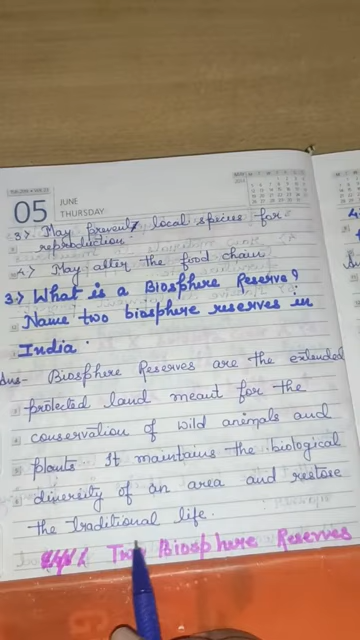 05
JUNE
THURSDAY
3.> May prevent local species for
reproduction.
4.> May alter the food chain
3.> What is a Biosphere Reserve?
Name two biosphere reserves in
India.
Ans- Biosphere Reserves are the extended
protected land meant for the
conservation of wild animals and
plants. It maintains the biological
diversity of an area and restore
the traditional life.
Two Biosphere Reserves